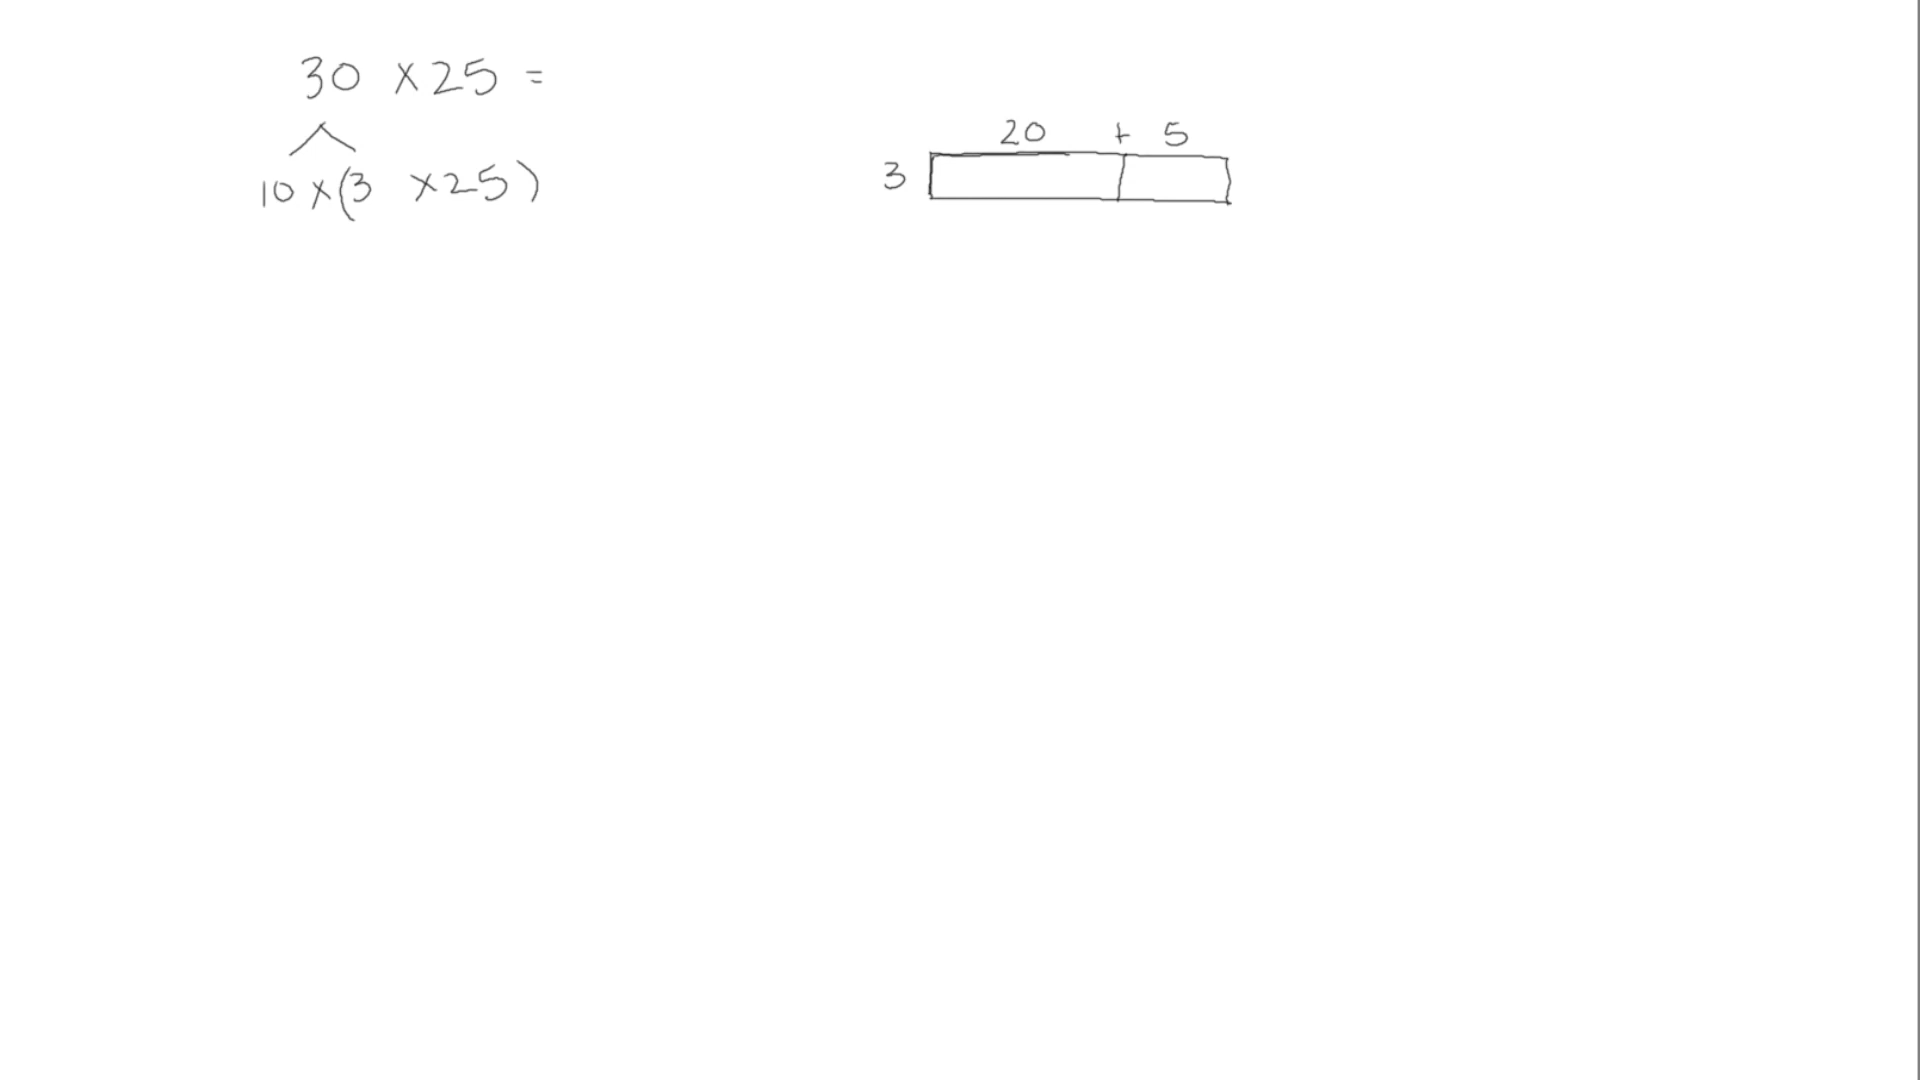 30 × 25 =
10 × (3 × 25)
20 + 5
3